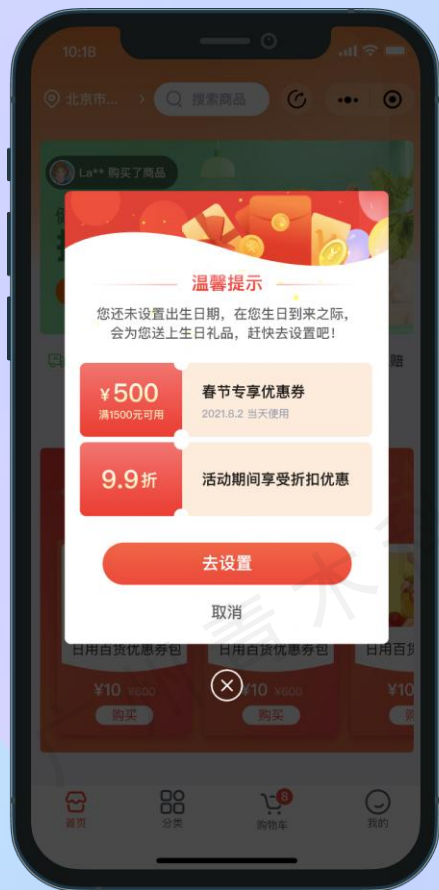 10:18
北京市...
搜索商品
La** 购买了商品
温馨提示
您还未设置出生日期，在您生日到来之际，
会为您送上生日礼品，赶快去设置吧！
¥500
满1500元可用
春节专享优惠券
2021.8.2 当天使用
9.9折
活动期间享受折扣优惠
去设置
取消
日用百货优惠券包
日用百货优惠券包
日用百
¥10 ¥600
¥10 ¥600
¥10
购买
购买
首页
分类
8
购物车
我的